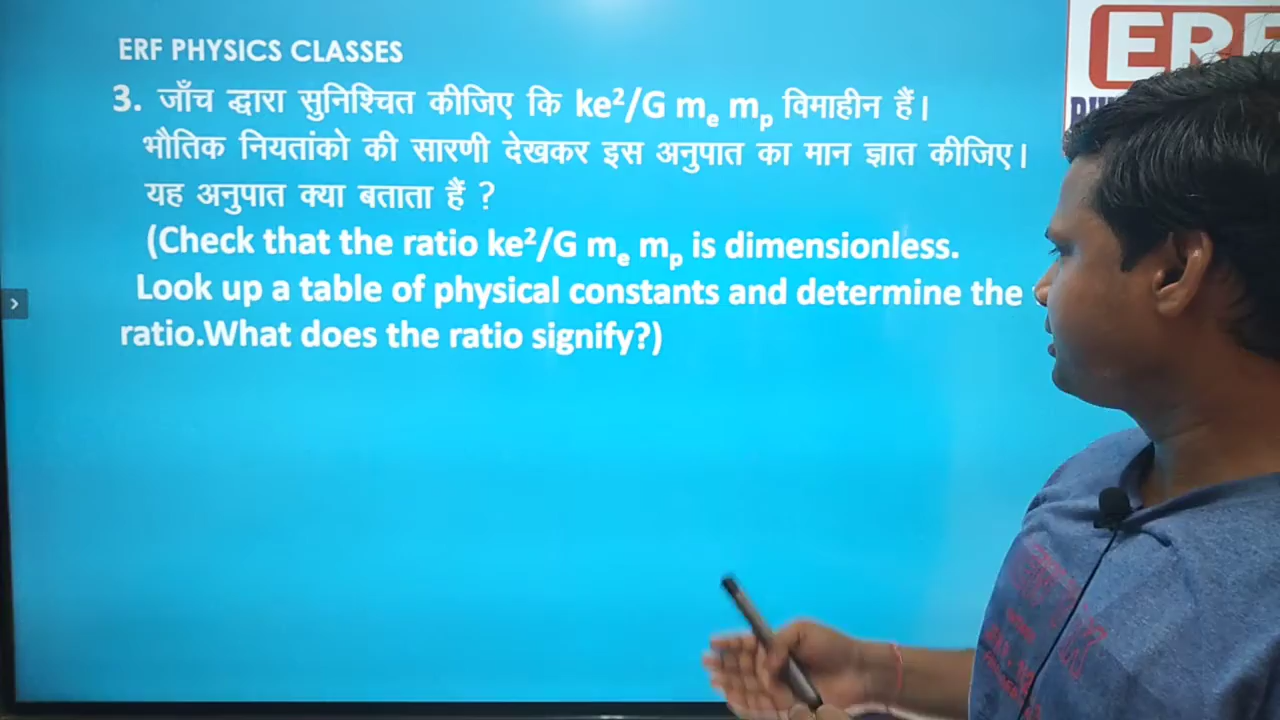 ERF PHYSICS CLASSES
ERF
3. जाँच द्वारा सुनिश्चित कीजिए कि ke²/G mₑ mₚ विमाहीन हैं।
भौतिक नियतांको की सारणी देखकर इस अनुपात का मान ज्ञात कीजिए।
यह अनुपात क्या बताता हैं ?
(Check that the ratio ke²/G mₑ mₚ is dimensionless.
Look up a table of physical constants and determine the
ratio.What does the ratio signify?)